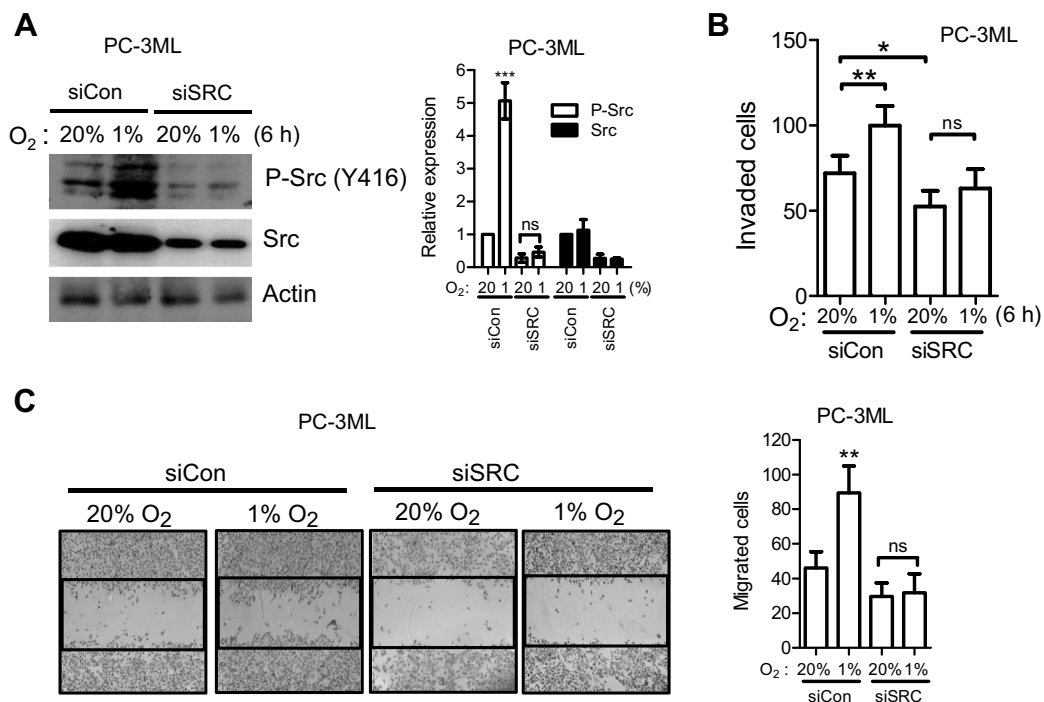 A
PC-3ML
siCon siSRC
O2 : 20% 1% 20% 1% (6 h)
P-Src (Y416)
Src
Actin
PC-3ML
6
5
4
3
2
1
0
Relative expression
***
ns
P-Src
Src
O2: 20 1 20 1 20 1 20 1 (%)
siCon siSRC siCon siSRC
B
PC-3ML
150
100
50
0
Invaded cells
*
**
ns
O2: 20% 1% 20% 1% (6 h)
siCon siSRC
C
PC-3ML
siCon siSRC
20% O2 1% O2 20% O2 1% O2
PC-3ML
120
100
80
60
40
20
0
Migrated cells
**
ns
O2 : 20% 1% 20% 1%
siCon siSRC